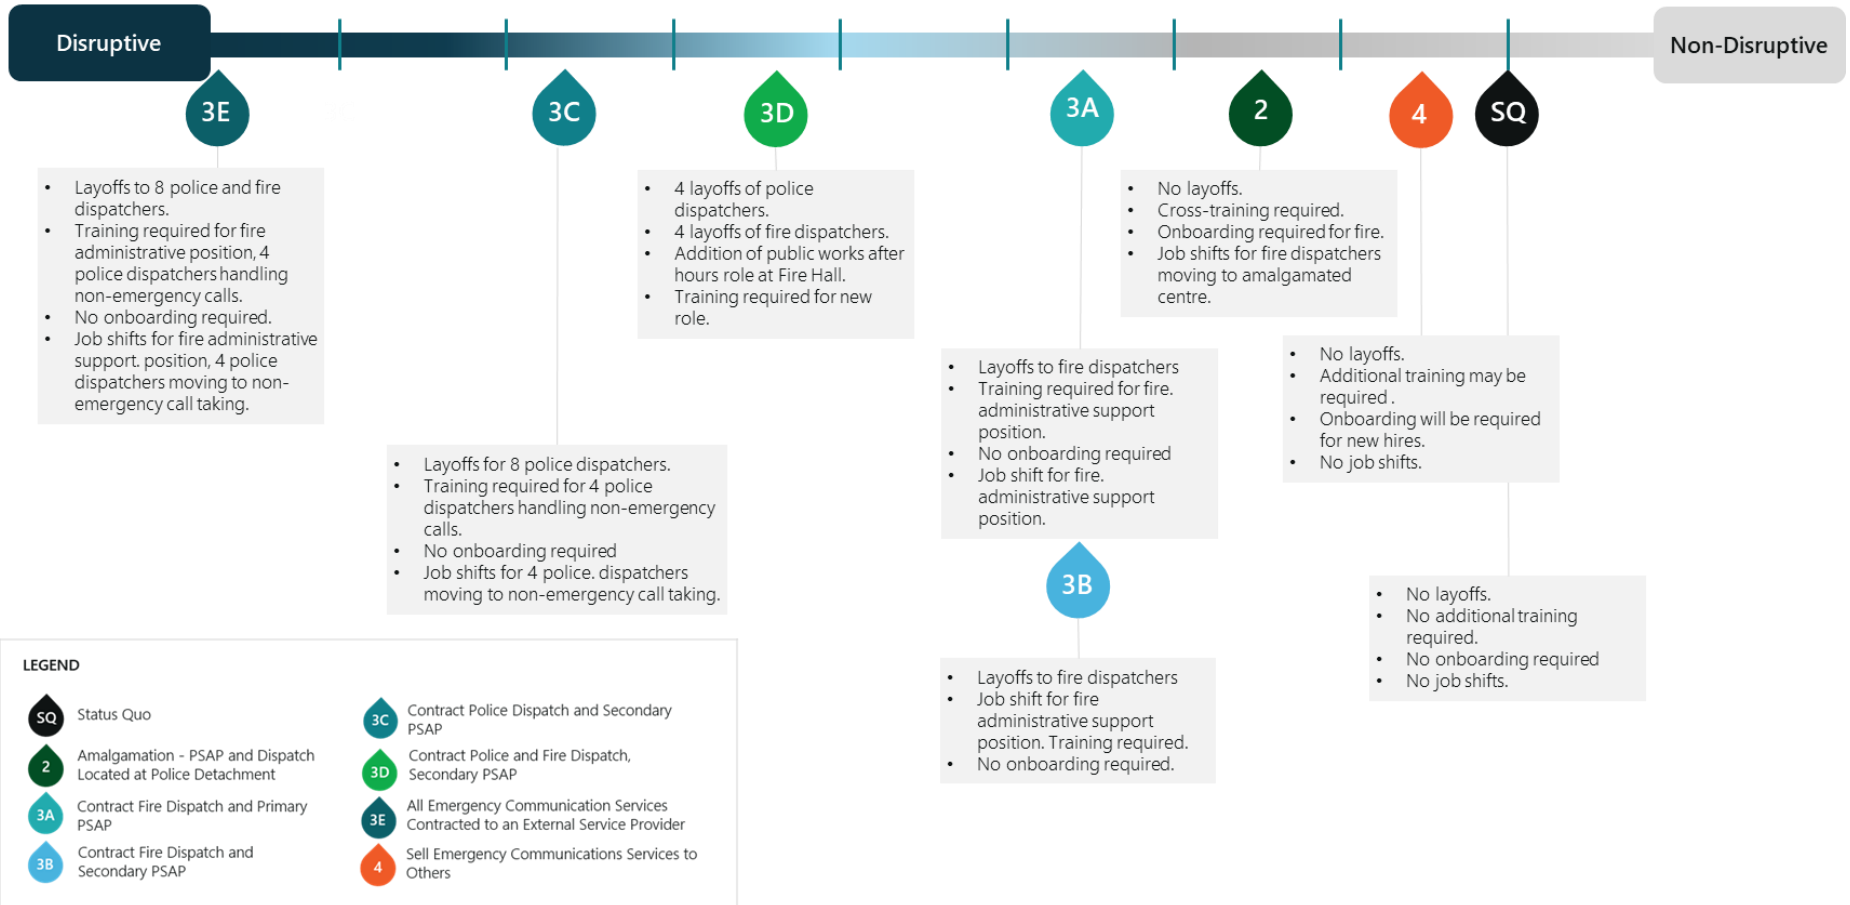 Disruptive
Non-Disruptive
3E
3C
3D
3A
2
4
SQ
• Layoffs to 8 police and fire
dispatchers.
• Training required for fire
administrative position, 4
police dispatchers handling
non-emergency calls.
• No onboarding required.
• Job shifts for fire administrative
support. position, 4 police
dispatchers moving to non-
emergency call taking.
• Layoffs for 8 police dispatchers.
• Training required for 4 police
dispatchers handling non-emergency
calls.
• No onboarding required
• Job shifts for 4 police. dispatchers
moving to non-emergency call taking.
• 4 layoffs of police
dispatchers.
• 4 layoffs of fire dispatchers.
• Addition of public works after
hours role at Fire Hall.
• Training required for new
role.
• Layoffs to fire dispatchers
• Training required for fire.
administrative support
position.
• No onboarding required
• Job shift for fire.
administrative support
position.
3B
• Layoffs to fire dispatchers
• Job shift for fire
administrative support
position. Training required.
• No onboarding required.
• No layoffs.
• Cross-training required.
• Onboarding required for fire.
• Job shifts for fire dispatchers
moving to amalgamated
centre.
• No layoffs.
• Additional training may be
required .
• Onboarding will be required
for new hires.
• No job shifts.
• No layoffs.
• No additional training
required.
• No onboarding required
• No job shifts.
LEGEND
SQ Status Quo
2 Amalgamation - PSAP and Dispatch
Located at Police Detachment
3A Contract Fire Dispatch and Primary
PSAP
3B Contract Fire Dispatch and
Secondary PSAP
3C Contract Police Dispatch and Secondary
PSAP
3D Contract Police and Fire Dispatch,
Secondary PSAP
3E All Emergency Communication Services
Contracted to an External Service Provider
4 Sell Emergency Communications Services to
Others